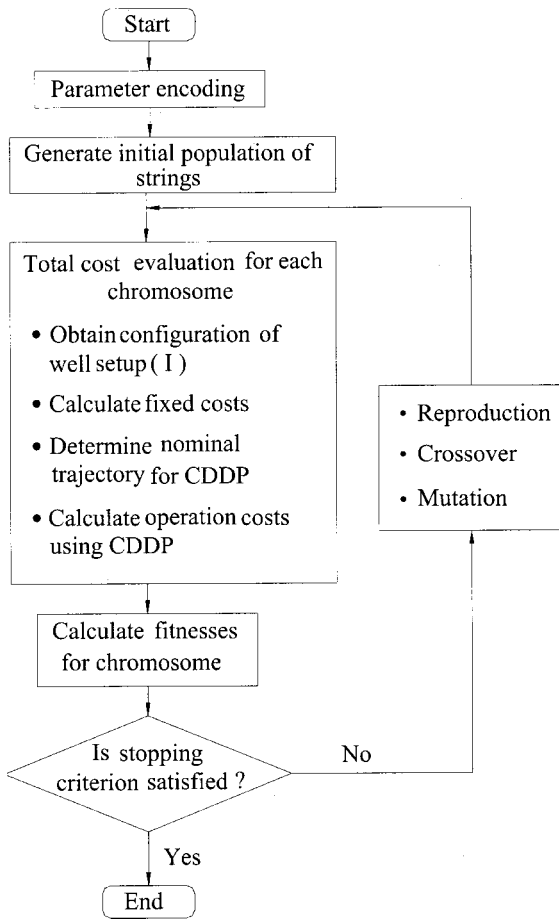 Start
Parameter encoding
Generate initial population of
strings
Total cost evaluation for each
chromosome
• Obtain configuration of
well setup ( I )
• Calculate fixed costs
• Determine nominal
trajectory for CDDP
• Calculate operation costs
using CDDP
• Reproduction
• Crossover
• Mutation
Calculate fitnesses
for chromosome
Is stopping
criterion satisfied ?
No
Yes
End